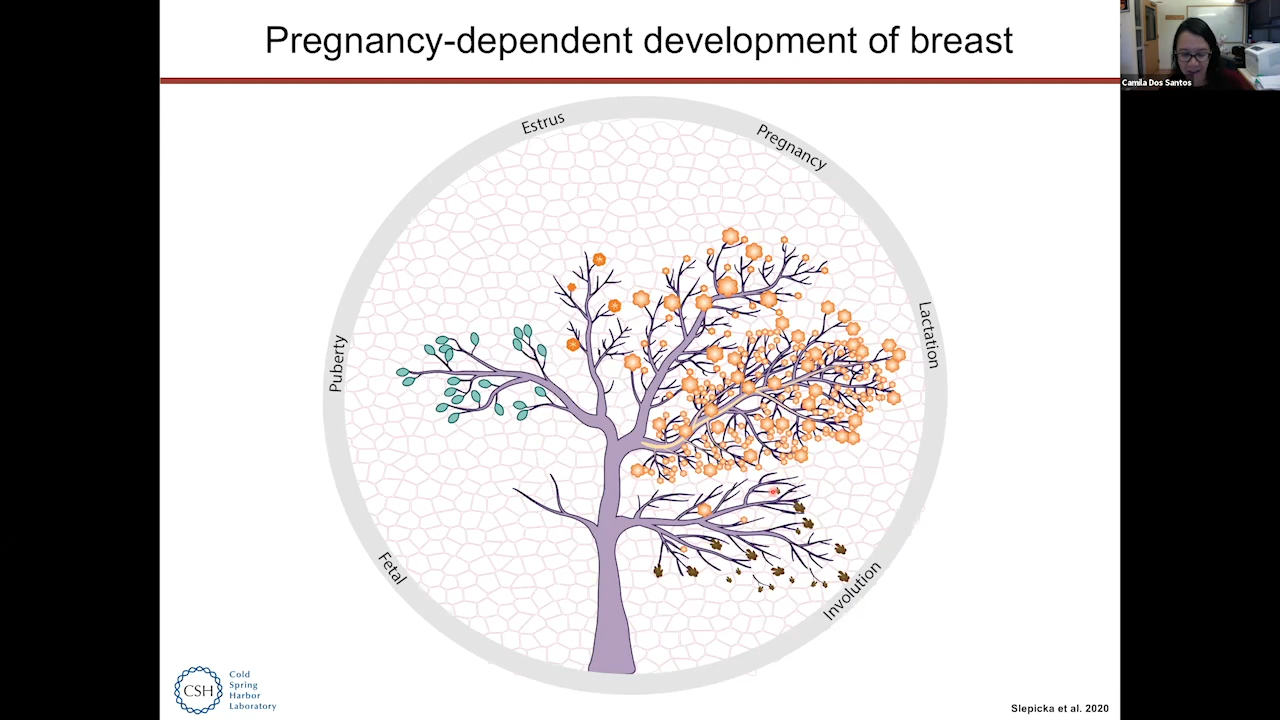 Pregnancy-dependent development of breast
Camila Dos Santos
Estrus
Pregnancy
Puberty
Lactation
Fetal
Involution
CSH
Cold
Spring
Harbor
Laboratory
Slepicka et al. 2020